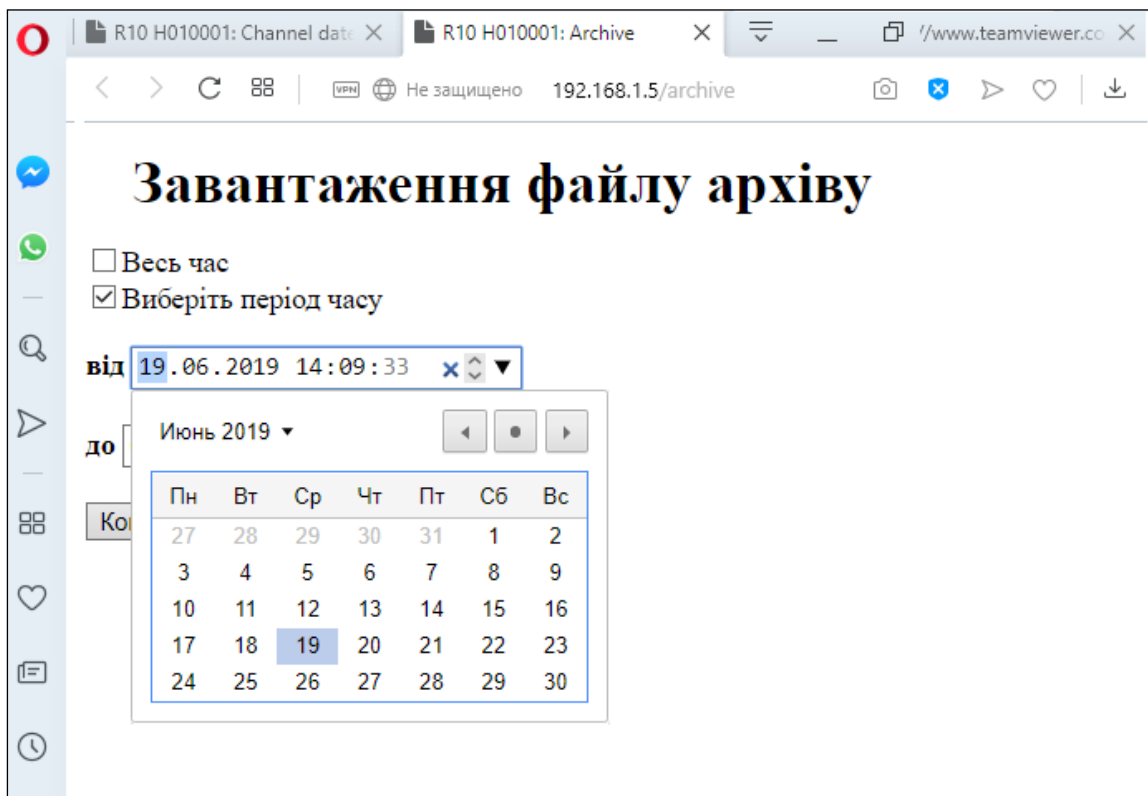 R10 H010001: Channel date R10 H010001: Archive //www.teamviewer.co
VPN Не защищено 192.168.1.5/archive
Завантаження файлу архіву
Весь час
Виберіть період часу
від 19.06.2019 14:09:33
Июнь 2019
до
Пн Вт Ср Чт Пт Сб Вс
27 28 29 30 31 1 2
3 4 5 6 7 8 9
10 11 12 13 14 15 16
17 18 19 20 21 22 23
24 25 26 27 28 29 30